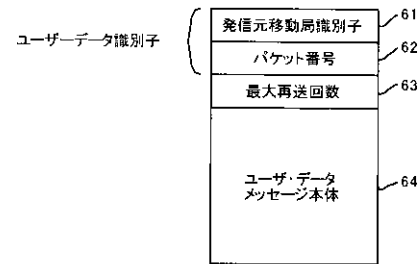 発信元移動局識別子
61
ユーザーデータ識別子
パケット番号
62
最大再送回数
63
ユーザ・データ
メッセージ本体
64